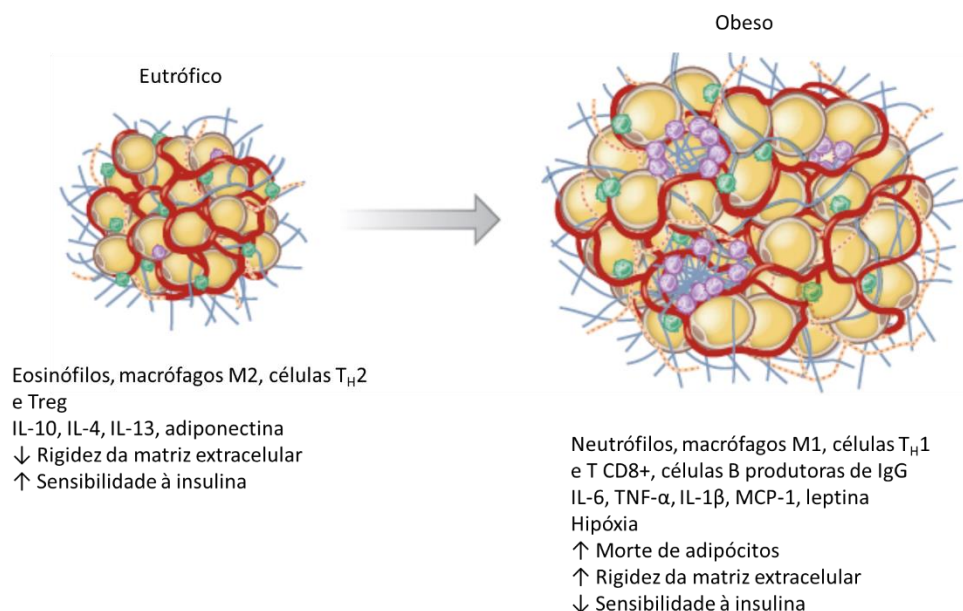 Obeso
Eutrófico
Eosinófilos, macrófagos M2, células TH2
e Treg
IL-10, IL-4, IL-13, adiponectina
↓ Rigidez da matriz extracelular
↑ Sensibilidade à insulina
Neutrófilos, macrófagos M1, células TH1
e T CD8+, células B produtoras de IgG
IL-6, TNF-α, IL-1β, MCP-1, leptina
Hipóxia
↑ Morte de adipócitos
↑ Rigidez da matriz extracelular
↓ Sensibilidade à insulina